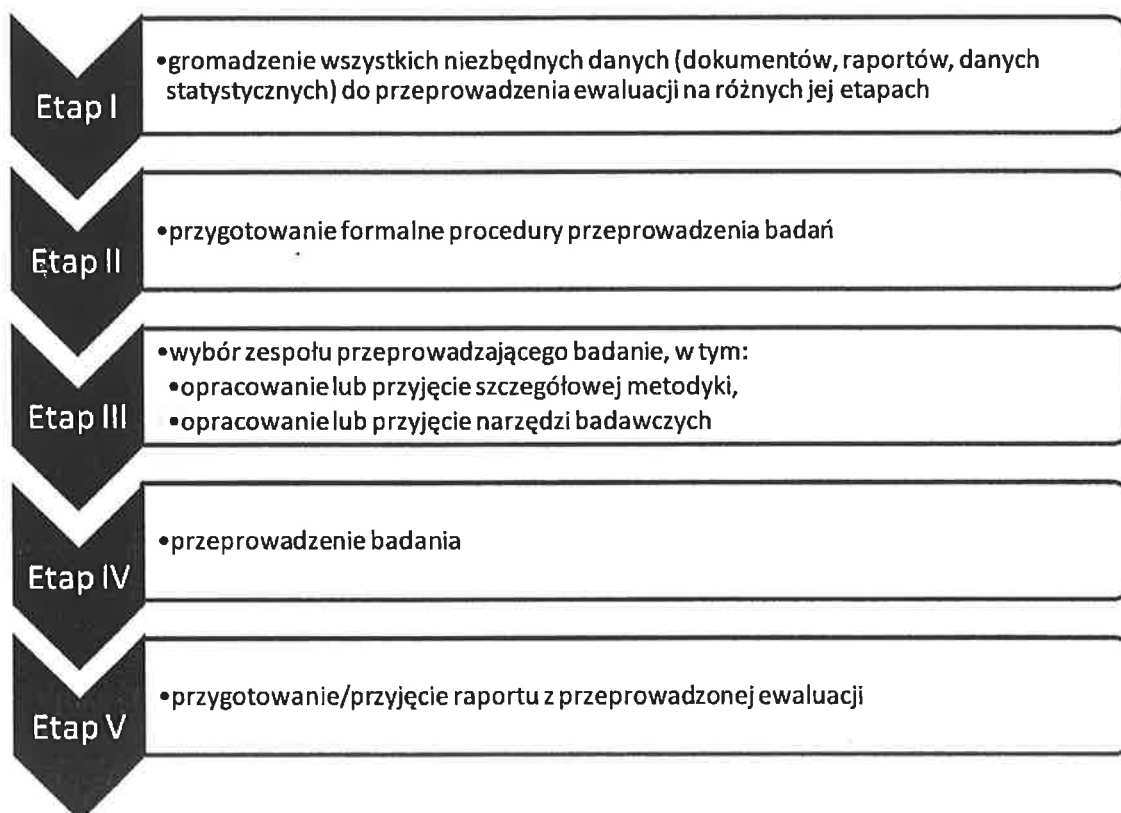 Etap I
•gromadzenie wszystkich niezbędnych danych (dokumentów, raportów, danych
statystycznych) do przeprowadzenia ewaluacji na różnych jej etapach
Etap II
•przygotowanie formalne procedury przeprowadzenia badań
Etap III
•wybór zespołu przeprowadzającego badanie, w tym:
•opracowanie lub przyjęcie szczegółowej metodyki,
•opracowanie lub przyjęcie narzędzi badawczych
Etap IV
•przeprowadzenie badania
Etap V
•przygotowanie/przyjęcie raportu z przeprowadzonej ewaluacji